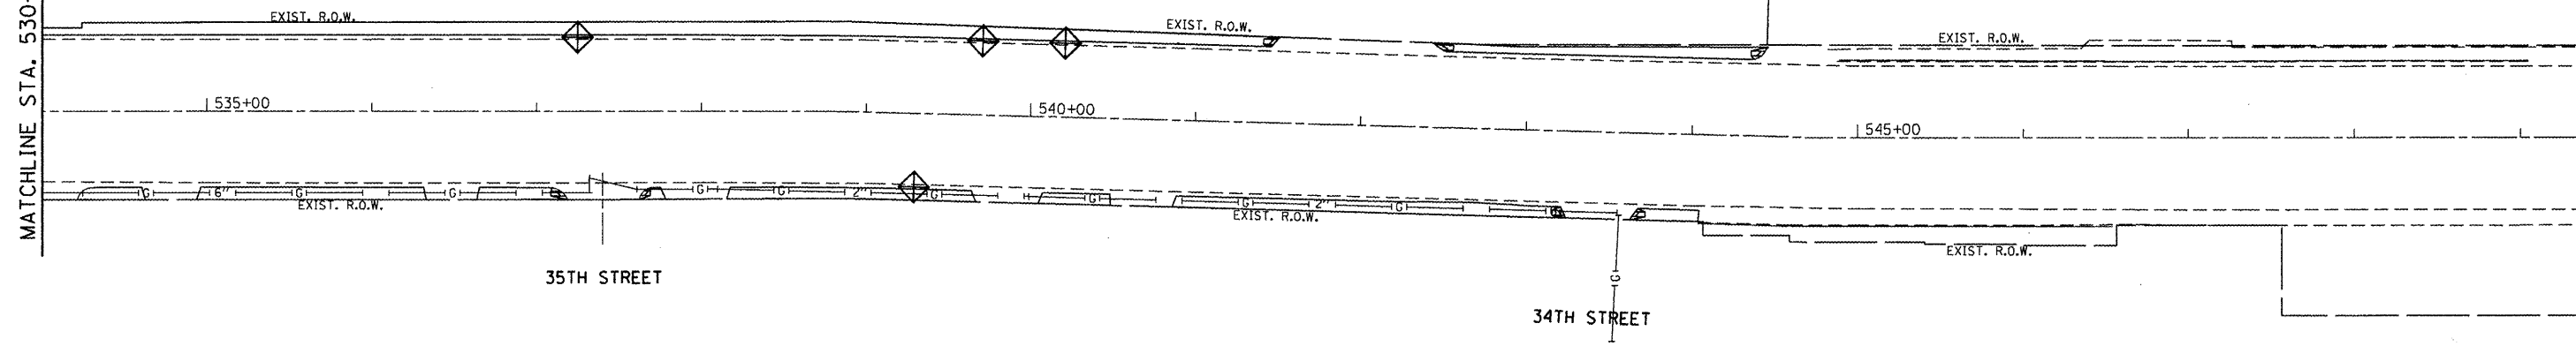 MATCHLINE STA. 530+
EXIST. R.O.W.
EXIST. R.O.W.
EXIST. R.O.W.
535+00
540+00
545+00
G 6" G G G G 2" G G G 2" G
EXIST. R.O.W.
EXIST. R.O.W.
EXIST. R.O.W.
G
35TH STREET
34TH STREET